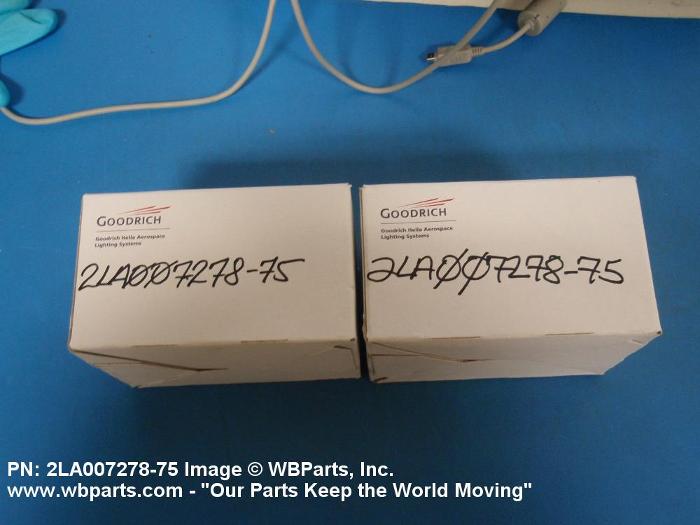 GOODRICH
Goodrich Hella Aerospace
Lighting Systems
2LA007278-75
GOODRICH
Goodrich Hella Aerospace
Lighting Systems
2LA007278-75
PN: 2LA007278-75 Image © WBParts, Inc.
www.wbparts.com - "Our Parts Keep the World Moving"